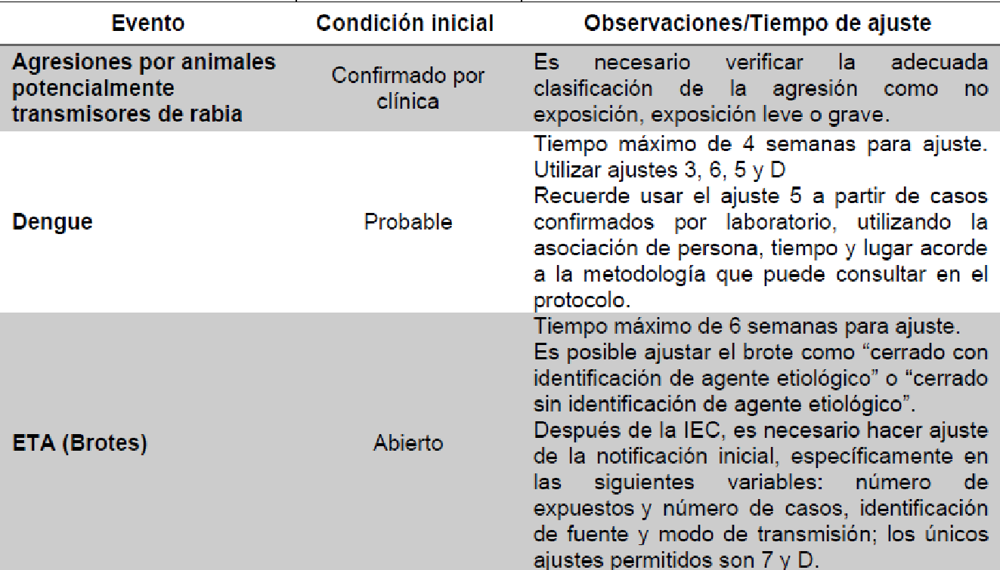 Evento
Condición inicial
Observaciones/Tiempo de ajuste
Agresiones por animales
potencialmente
transmisores de rabia
Confirmado por
clínica
Es necesario verificar la adecuada
clasificación de la agresión como no
exposición, exposición leve o grave.
Dengue
Probable
Tiempo máximo de 4 semanas para ajuste.
Utilizar ajustes 3, 6, 5 y D
Recuerde usar el ajuste 5 a partir de casos
confirmados por laboratorio, utilizando la
asociación de persona, tiempo y lugar acorde
a la metodología que puede consultar en el
protocolo.
ETA (Brotes)
Abierto
Tiempo máximo de 6 semanas para ajuste.
Es posible ajustar el brote como “cerrado con
identificación de agente etiológico” o “cerrado
sin identificación de agente etiológico”.
Después de la IEC, es necesario hacer ajuste
de la notificación inicial, específicamente en
las siguientes variables: número de
expuestos y número de casos, identificación
de fuente y modo de transmisión; los únicos
ajustes permitidos son 7 y D.